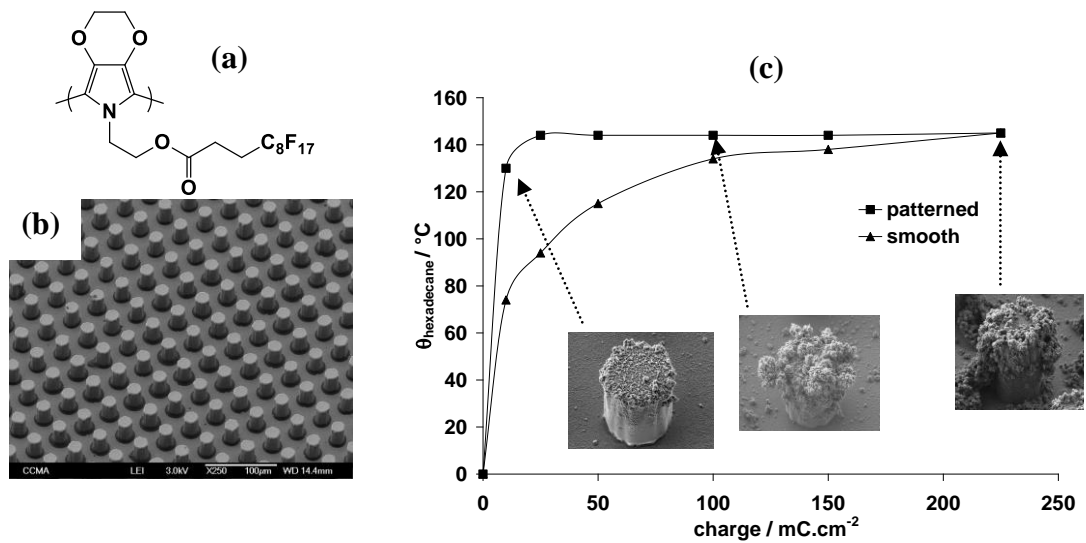 (a)
O
O
N
O
O
C8F17
(b)
CCMA LEI 3.0kV X250 100µm WD 14.4mm
(c)
θhexadecane / °C
160
140
120
100
80
60
40
20
0
0 50 100 150 200 250
charge / mC.cm-2
patterned
smooth